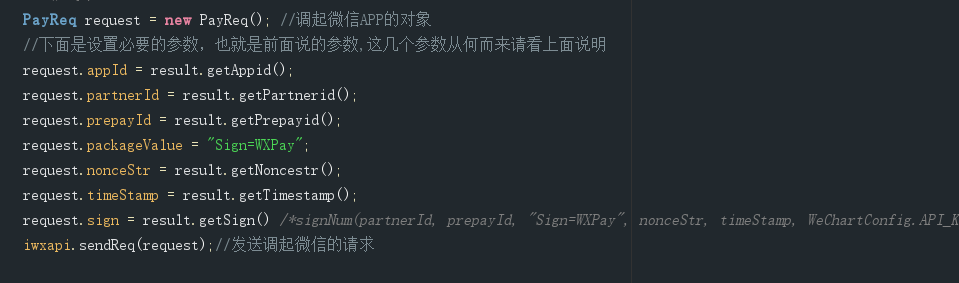 PayReq request = new PayReq(); //调起微信APP的对象
//下面是设置必要的参数，也就是前面说的参数,这几个参数从何而来请看上面说明
request.appId = result.getAppid();
request.partnerId = result.getPartnerid();
request.prepayId = result.getPrepayid();
request.packageValue = "Sign=WXPay";
request.nonceStr = result.getNoncestr();
request.timeStamp = result.getTimestamp();
request.sign = result.getSign() /*signNum(partnerId, prepayId, "Sign=WXPay", nonceStr, timeStamp, WeChartConfig.API_K
iwxapi.sendReq(request);//发送调起微信的请求